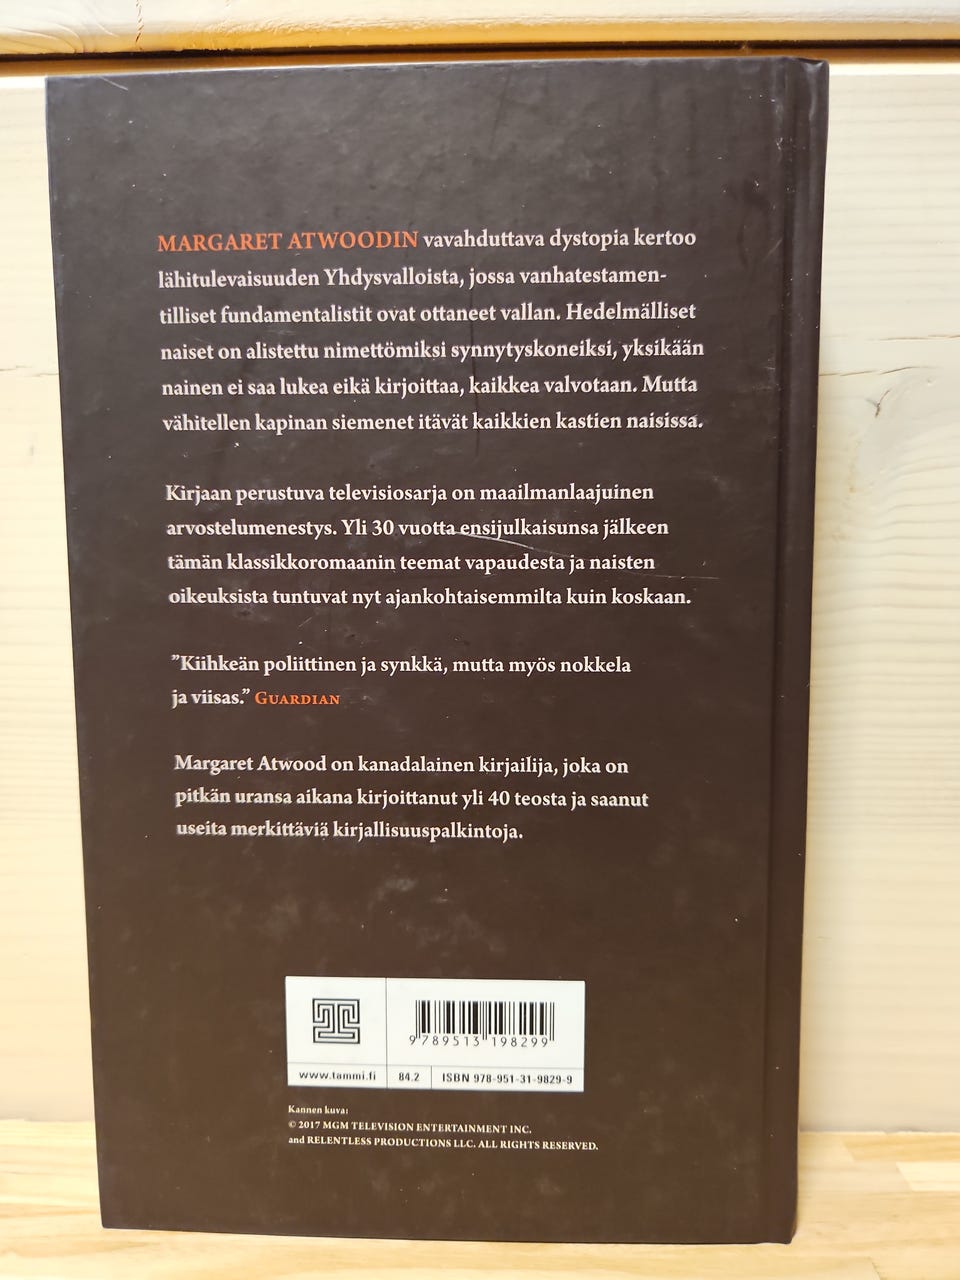 MARGARET ATWOODIN vavahduttava dystopia kertoo
lähitulevaisuuden Yhdysvalloista, jossa vanhatestamen-
tilliset fundamentalistit ovat ottaneet vallan. Hedelmälliset
naiset on alistettu nimettömiksi synnytyskoneiksi, yksikään
nainen ei saa lukea eikä kirjoittaa, kaikkea valvotaan. Mutta
vähitellen kapinan siemenet itävät kaikkien kastien naisissa.
Kirjaan perustuva televisiosarja on maailmanlaajuinen
arvostelumenestys. Yli 30 vuotta ensijulkaisunsa jälkeen
tämän klassikkoromaanin teemat vapaudesta ja naisten
oikeuksista tuntuvat nyt ajankohtaisemmilta kuin koskaan.
”Kiihkeän poliittinen ja synkkä, mutta myös nokkela
ja viisas.” GUARDIAN
Margaret Atwood on kanadalainen kirjailija, joka on
pitkän uransa aikana kirjoittanut yli 40 teosta ja saanut
useita merkittäviä kirjallisuuspalkintoja.
9 789513 198299
www.tammi.fi 84.2 ISBN 978-951-31-9829-9
Kannen kuva:
© 2017 MGM TELEVISION ENTERTAINMENT INC.
and RELENTLESS PRODUCTIONS LLC. ALL RIGHTS RESERVED.